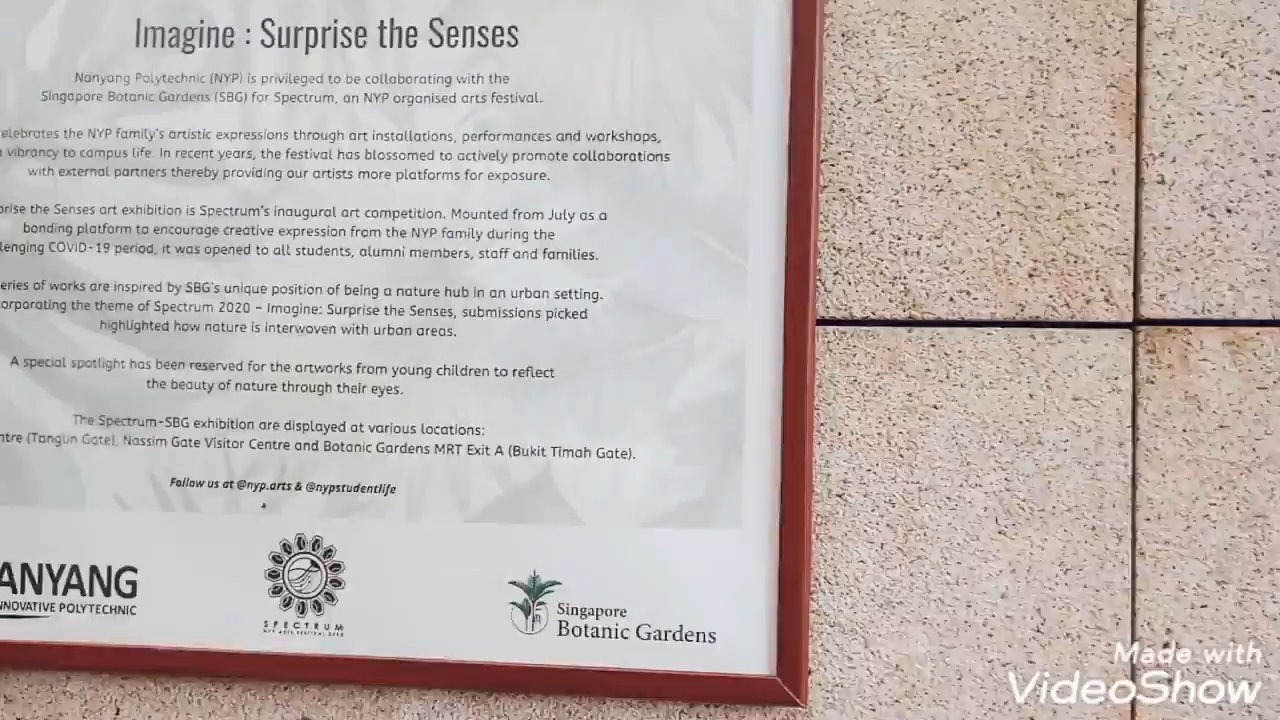 Imagine : Surprise the Senses
Nanyang Polytechnic (NYP) is privileged to be collaborating with the
Singapore Botanic Gardens (SBG) for Spectrum, an NYP organised arts festival.
elebrates the NYP family's artistic expressions through art installations, performances and workshops,
vibrancy to campus life. In recent years, the festival has blossomed to actively promote collaborations
with external partners thereby providing our artists more platforms for exposure.
rise the Senses art exhibition is Spectrum's inaugural art competition. Mounted from July as a
bonding platform to encourage creative expression from the NYP family during the
lenging COVID-19 period, it was opened to all students, alumni members, staff and families.
eries of works are inspired by SBG's unique position of being a nature hub in an urban setting.
orporating the theme of Spectrum 2020 – Imagine: Surprise the Senses, submissions picked
highlighted how nature is interwoven with urban areas.
A special spotlight has been reserved for the artworks from young children to reflect
the beauty of nature through their eyes.
The Spectrum-SBG exhibition are displayed at various locations:
ntre (Tangun Gate), Nassim Gate Visitor Centre and Botanic Gardens MRT Exit A (Bukit Timah Gate).
Follow us at @nyp.arts & @nypstudentlife
ANYANG
NNOVATIVE POLYTECHNIC
SPECTRUM
Singapore
Botanic Gardens
Made with
VideoShow